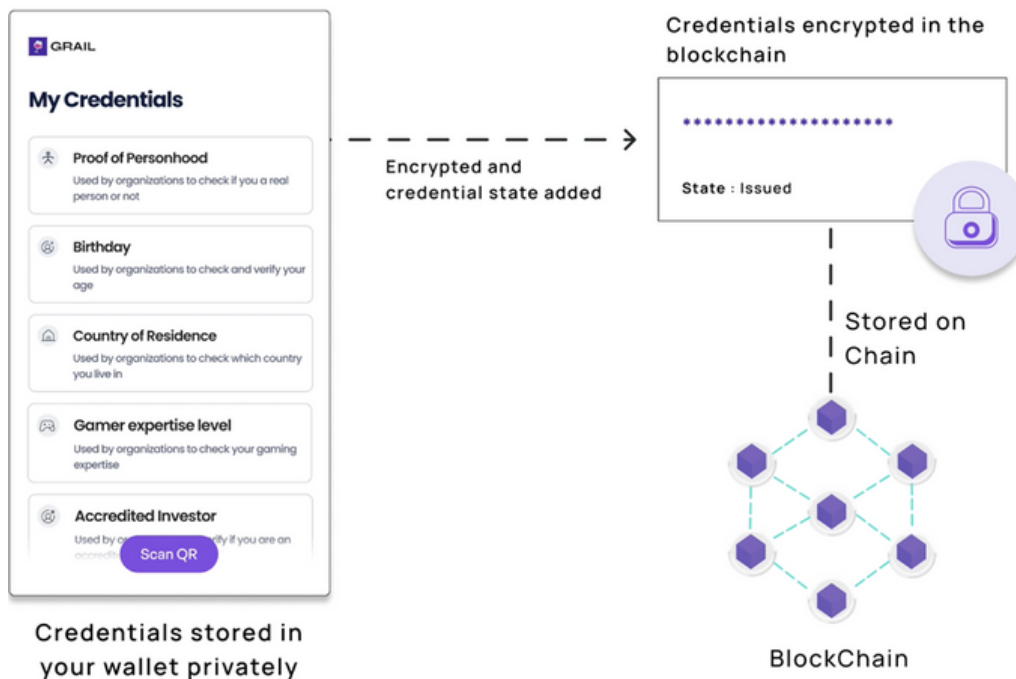 GRAIL
My Credentials
Proof of Personhood
Used by organizations to check if you a real
person or not
Birthday
Used by organizations to check and verify your
age
Country of Residence
Used by organizations to check which country
you live in
Gamer expertise level
Used by organizations to check your gaming
expertise
Accredited Investor
Used by if you are an
Scan QR
Credentials stored in
your wallet privately
Encrypted and
credential state added
Credentials encrypted in the
blockchain
********************
State : Issued
Stored on
Chain
BlockChain